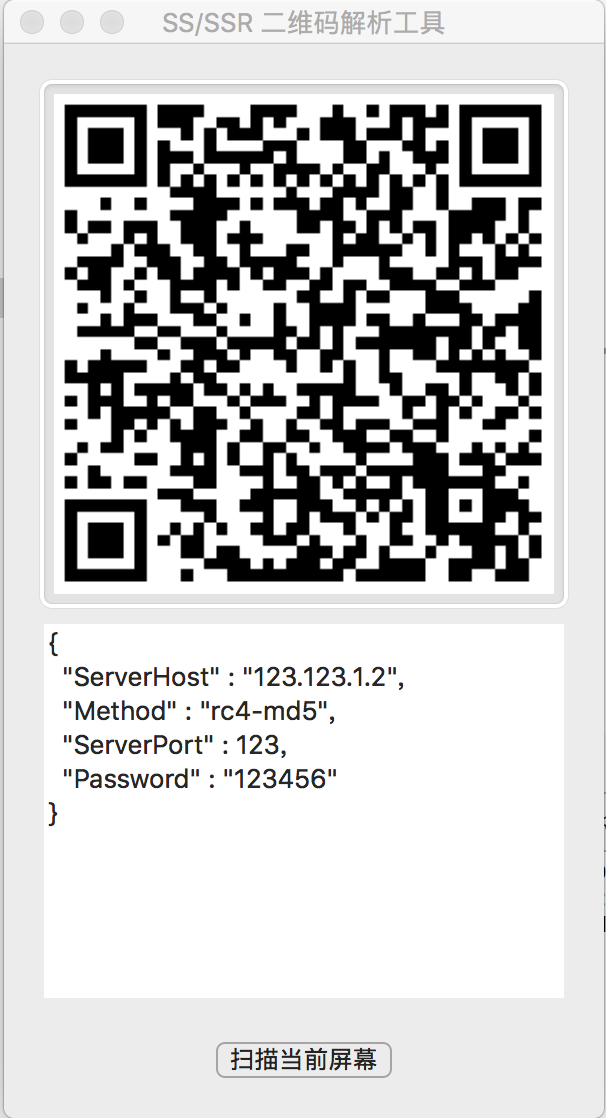 SS/SSR 二维码解析工具
{
"ServerHost" : "123.123.1.2",
"Method" : "rc4-md5",
"ServerPort" : 123,
"Password" : "123456"
}
扫描当前屏幕